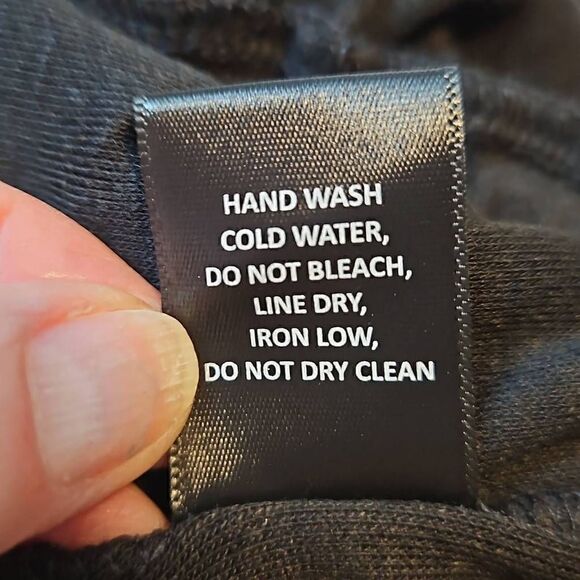 HAND WASH
COLD WATER,
DO NOT BLEACH,
LINE DRY,
IRON LOW,
DO NOT DRY CLEAN